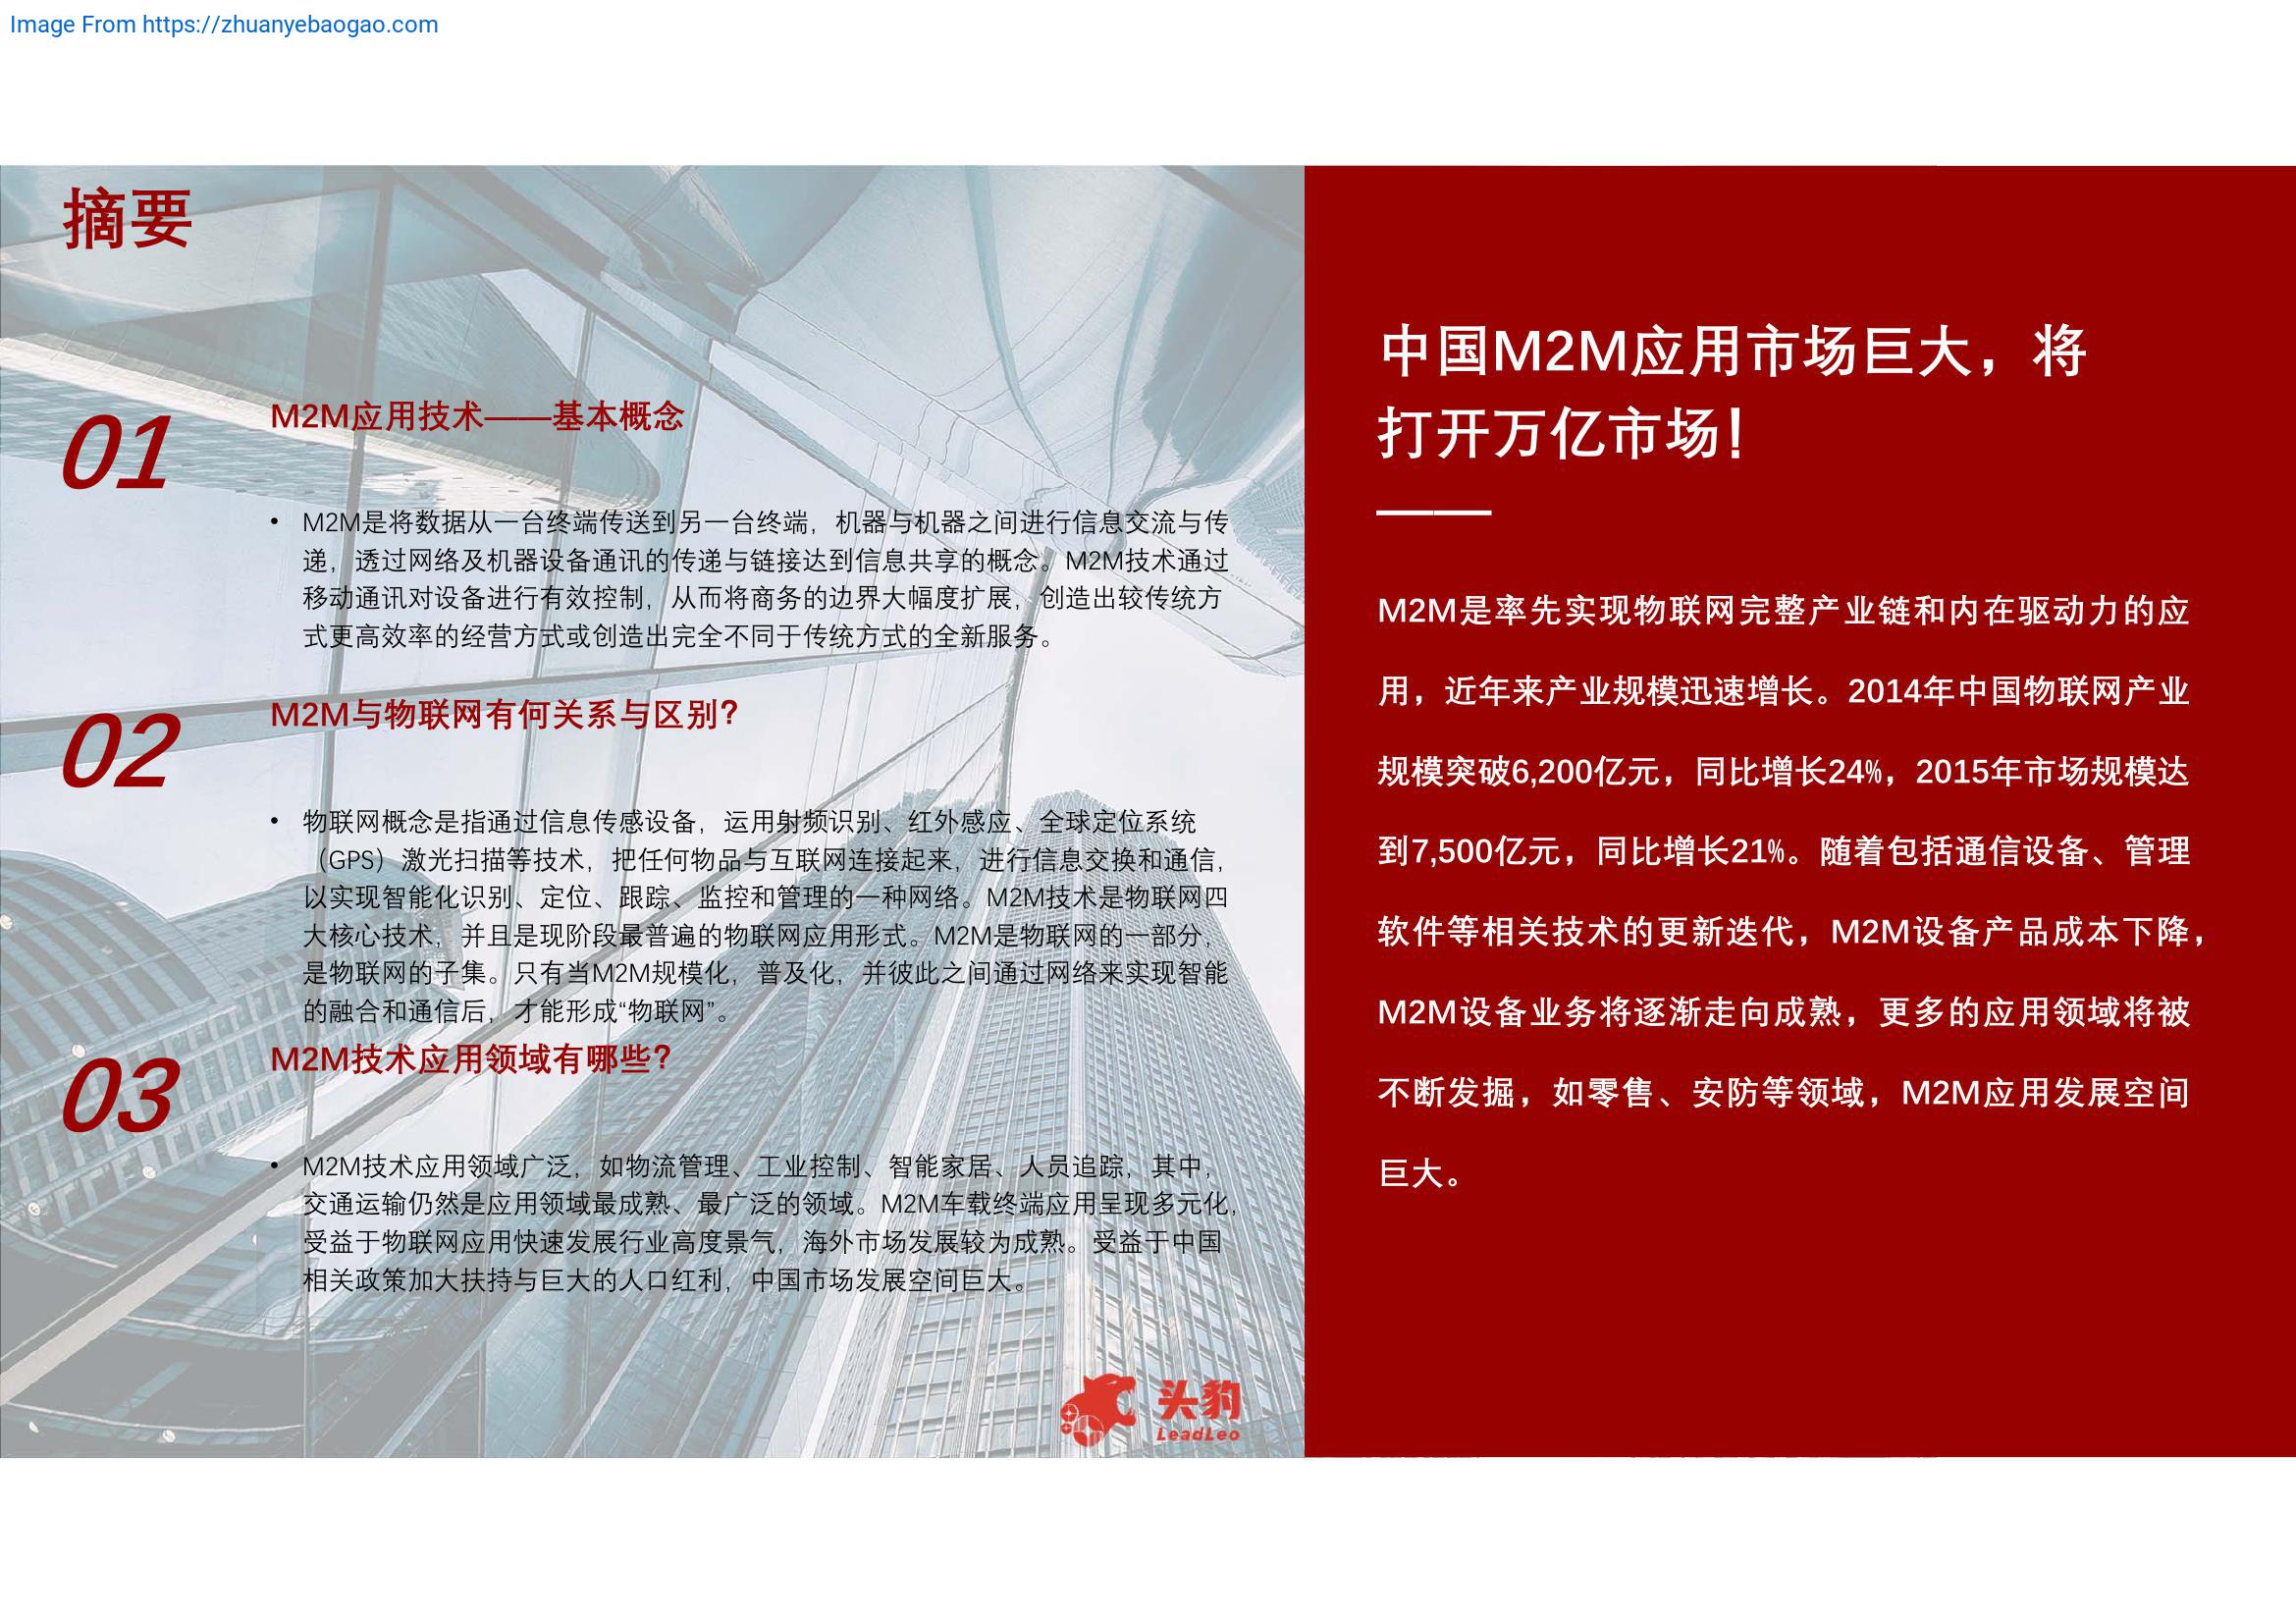 Image From https://zhuanyebaogao.com
摘要
01
M2M应用技术——基本概念
• M2M是将数据从一台终端传送到另一台终端，机器与机器之间进行信息交流与传
递，透过网络及机器设备通讯的传递与链接达到信息共享的概念。M2M技术通过
移动通讯对设备进行有效控制，从而将商务的边界大幅度扩展，创造出较传统方
式更高效率的经营方式或创造出完全不同于传统方式的全新服务。
02
M2M与物联网有何关系与区别？
• 物联网概念是指通过信息传感设备，运用射频识别、红外感应、全球定位系统
（GPS）激光扫描等技术，把任何物品与互联网连接起来，进行信息交换和通信，
以实现智能化识别、定位、跟踪、监控和管理的一种网络。M2M技术是物联网四
大核心技术，并且是现阶段最普遍的物联网应用形式。M2M是物联网的一部分，
是物联网的子集。只有当M2M规模化，普及化，并彼此之间通过网络来实现智能
的融合和通信后，才能形成“物联网”。
03
M2M技术应用领域有哪些？
• M2M技术应用领域广泛，如物流管理、工业控制、智能家居、人员追踪，其中，
交通运输仍然是应用领域最成熟、最广泛的领域。M2M车载终端应用呈现多元化，
受益于物联网应用快速发展行业高度景气，海外市场发展较为成熟。受益于中国
相关政策加大扶持与巨大的人口红利，中国市场发展空间巨大。
头豹
LeadLeo
中国M2M应用市场巨大，将
打开万亿市场！
——
M2M是率先实现物联网完整产业链和内在驱动力的应
用，近年来产业规模迅速增长。2014年中国物联网产业
规模突破6,200亿元，同比增长24%，2015年市场规模达
到7,500亿元，同比增长21%。随着包括通信设备、管理
软件等相关技术的更新迭代，M2M设备产品成本下降，
M2M设备业务将逐渐走向成熟，更多的应用领域将被
不断发掘，如零售、安防等领域，M2M应用发展空间
巨大。